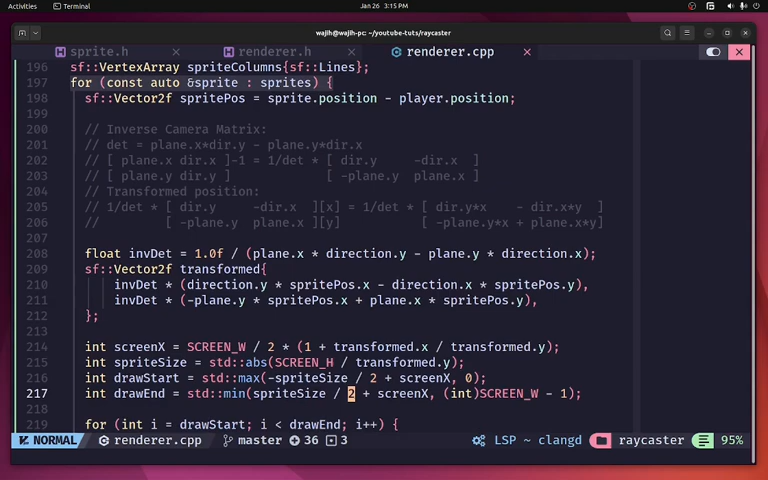 Activities Terminal Jan 26 3:15 PM
wajih@wajih-pc ~/youtube-tuts/raycaster
sprite.h × renderer.h × renderer.cpp ×
196 sf::VertexArray spriteColumns{sf::Lines};
197 for (const auto &sprite : sprites) {
198 sf::Vector2f spritePos = sprite.position - player.position;
199
200 // Inverse Camera Matrix:
201 // det = plane.x*dir.y - plane.y*dir.x
202 // [ plane.x dir.x ]-1 = 1/det * [ dir.y -dir.x ]
203 // [ plane.y dir.y ] [ -plane.y plane.x ]
204 // Transformed position:
205 // 1/det * [ dir.y -dir.x ][x] = 1/det * [ dir.y*x - dir.x*y ]
206 // [ -plane.y plane.x ][y] [ -plane.y*x + plane.x*y]
207
208 float invDet = 1.0f / (plane.x * direction.y - plane.y * direction.x);
209 sf::Vector2f transformed{
210 invDet * (direction.y * spritePos.x - direction.x * spritePos.y),
211 invDet * (-plane.y * spritePos.x + plane.x * spritePos.y),
212 };
213
214 int screenX = SCREEN_W / 2 * (1 + transformed.x / transformed.y);
215 int spriteSize = std::abs(SCREEN_H / transformed.y);
216 int drawStart = std::max(-spriteSize / 2 + screenX, 0);
217 int drawEnd = std::min(spriteSize / 2 + screenX, (int)SCREEN_W - 1);
218
219 for (int i = drawStart; i < drawEnd; i++) {
NORMAL renderer.cpp master 36 3 LSP ~ clangd raycaster 95%